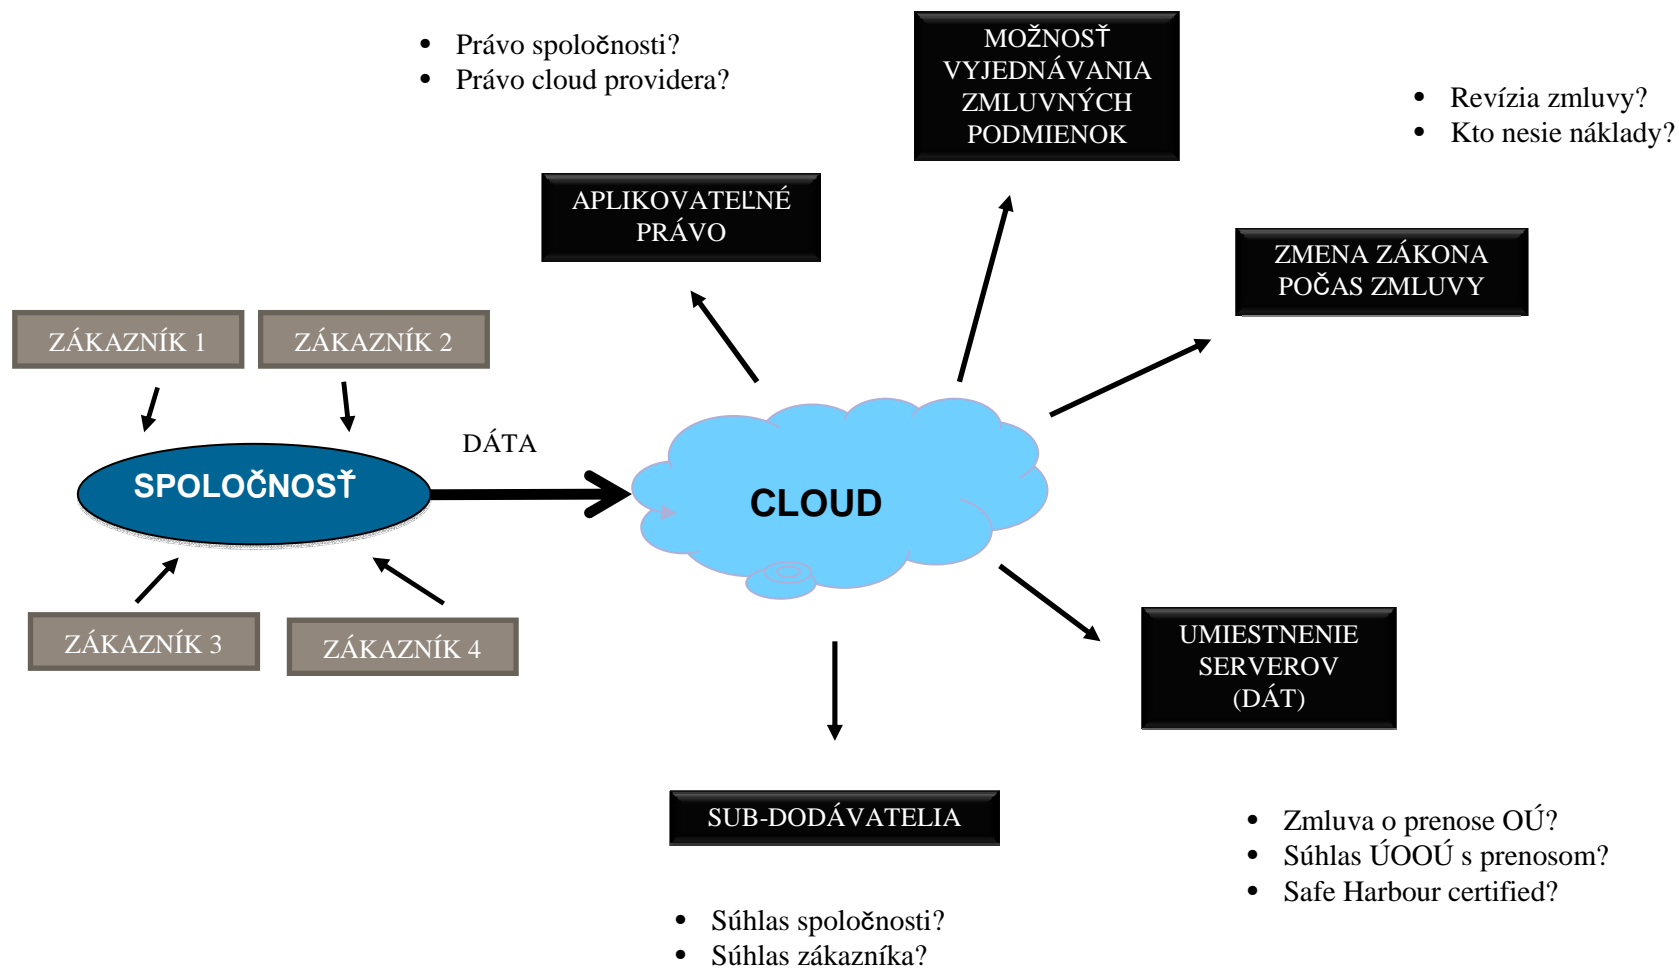 • Právo spoločnosti?
• Právo cloud providera?
MOŽNOSŤ
VYJEDNÁVANIA
ZMLUVNÝCH
PODMIENOK
• Revízia zmluvy?
• Kto nesie náklady?
APLIKOVATEĽNÉ
PRÁVO
ZMENA ZÁKONA
POČAS ZMLUVY
ZÁKAZNÍK 1
ZÁKAZNÍK 2
DÁTA
SPOLOČNOSŤ
CLOUD
ZÁKAZNÍK 3
ZÁKAZNÍK 4
UMIESTNENIE
SERVEROV
(DÁT)
SUB-DODÁVATELIA
• Zmluva o prenose OÚ?
• Súhlas ÚOOÚ s prenosom?
• Safe Harbour certified?
• Súhlas spoločnosti?
• Súhlas zákazníka?